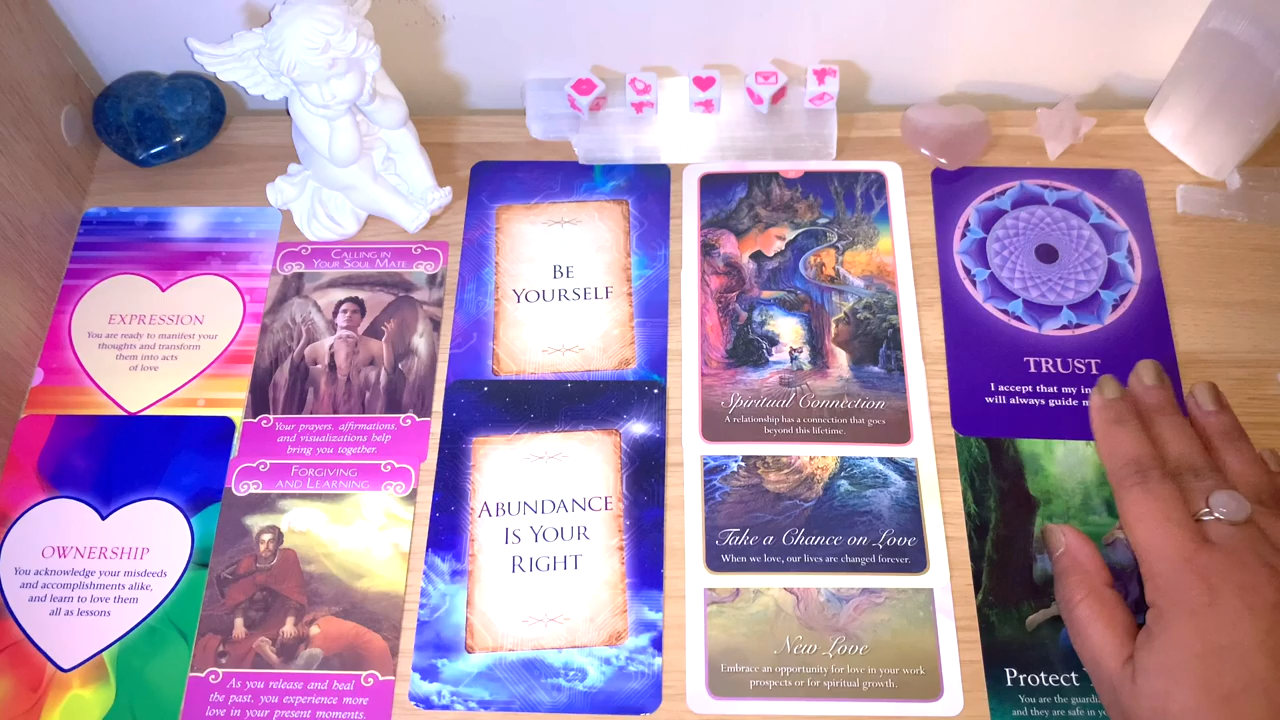 EXPRESSION
You are ready to manifest your
thoughts and transform
them into acts
of love
OWNERSHIP
You acknowledge your misdeeds
and accomplishments alike,
and learn to love them
all as lessons
CALLING IN
YOUR SOUL MATE
Your prayers, affirmations,
and visualizations help
bring you together.
FORGIVING
AND LEARNING
As you release and heal
the past, you experience more
love in your present moments.
BE
YOURSELF
ABUNDANCE
IS YOUR
RIGHT
Spiritual Connection
A relationship has a connection that goes
beyond this lifetime.
Take a Chance on Love
When we love, our lives are changed forever.
New Love
Embrace an opportunity for love in your work
prospects or for spiritual growth.
TRUST
I accept that my
will always guide
Protect
You are the
and they are safe in